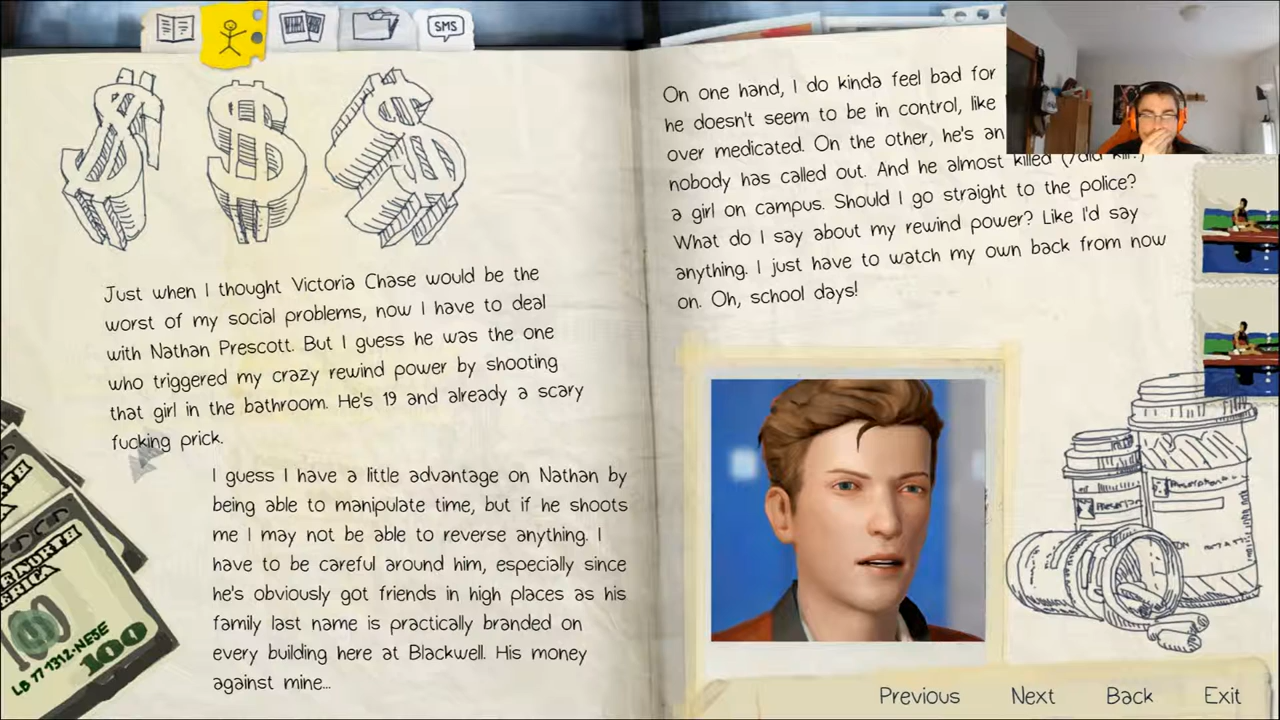 SMS
Just when I thought Victoria Chase would be the
worst of my social problems, now I have to deal
with Nathan Prescott. But I guess he was the one
who triggered my crazy rewind power by shooting
that girl in the bathroom. He's 19 and already a scary
fucking prick.
I guess I have a little advantage on Nathan by
being able to manipulate time, but if he shoots
me I may not be able to reverse anything. I
have to be careful around him, especially since
he's obviously got friends in high places as his
family last name is practically branded on
every building here at Blackwell. His money
against mine...
100
LB 77 1312-NESE
100
On one hand, I do kinda feel bad for
he doesn't seem to be in control, like
over medicated. On the other, he's an
nobody has called out. And he almost killed
a girl on campus. Should I go straight to the police?
What do I say about my rewind power? Like I'd say
anything. I just have to watch my own back from now
on. Oh, school days!
Previous Next Back Exit